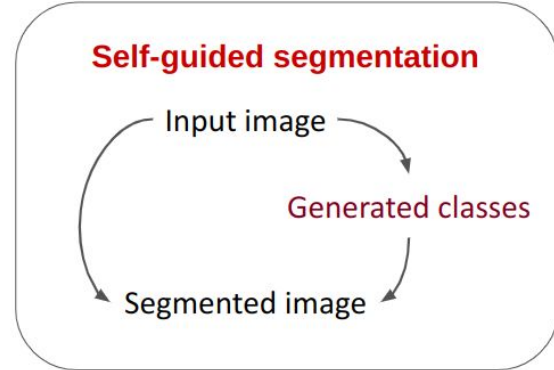 Self-guided segmentation
Input image
Generated classes
Segmented image